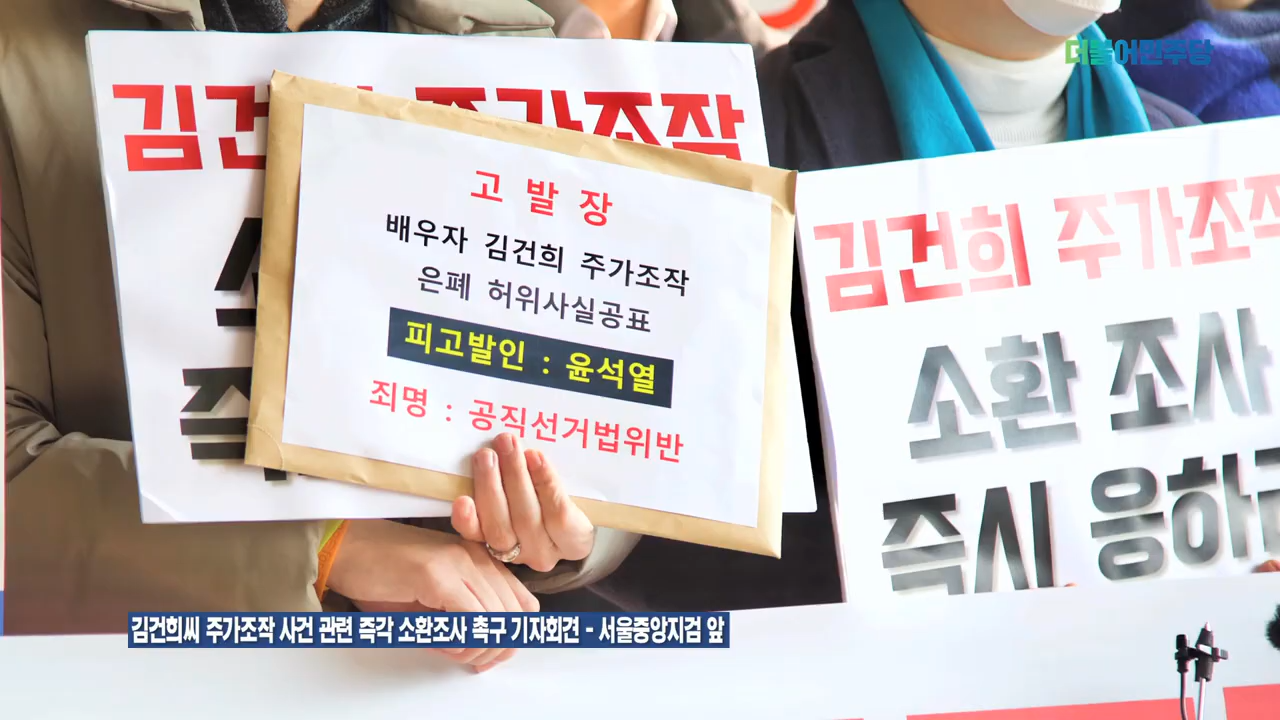 더불어민주당
김건 주가조작
고 발 장
배우자 김건희 주가조작
은폐 허위사실공표
피고발인 : 윤석열
죄명 : 공직선거법위반
김건희 주가조작
소환 조사
즉시 응하
김건희씨 주가조작 사건 관련 즉각 소환조사 촉구 기자회견 - 서울중앙지검 앞